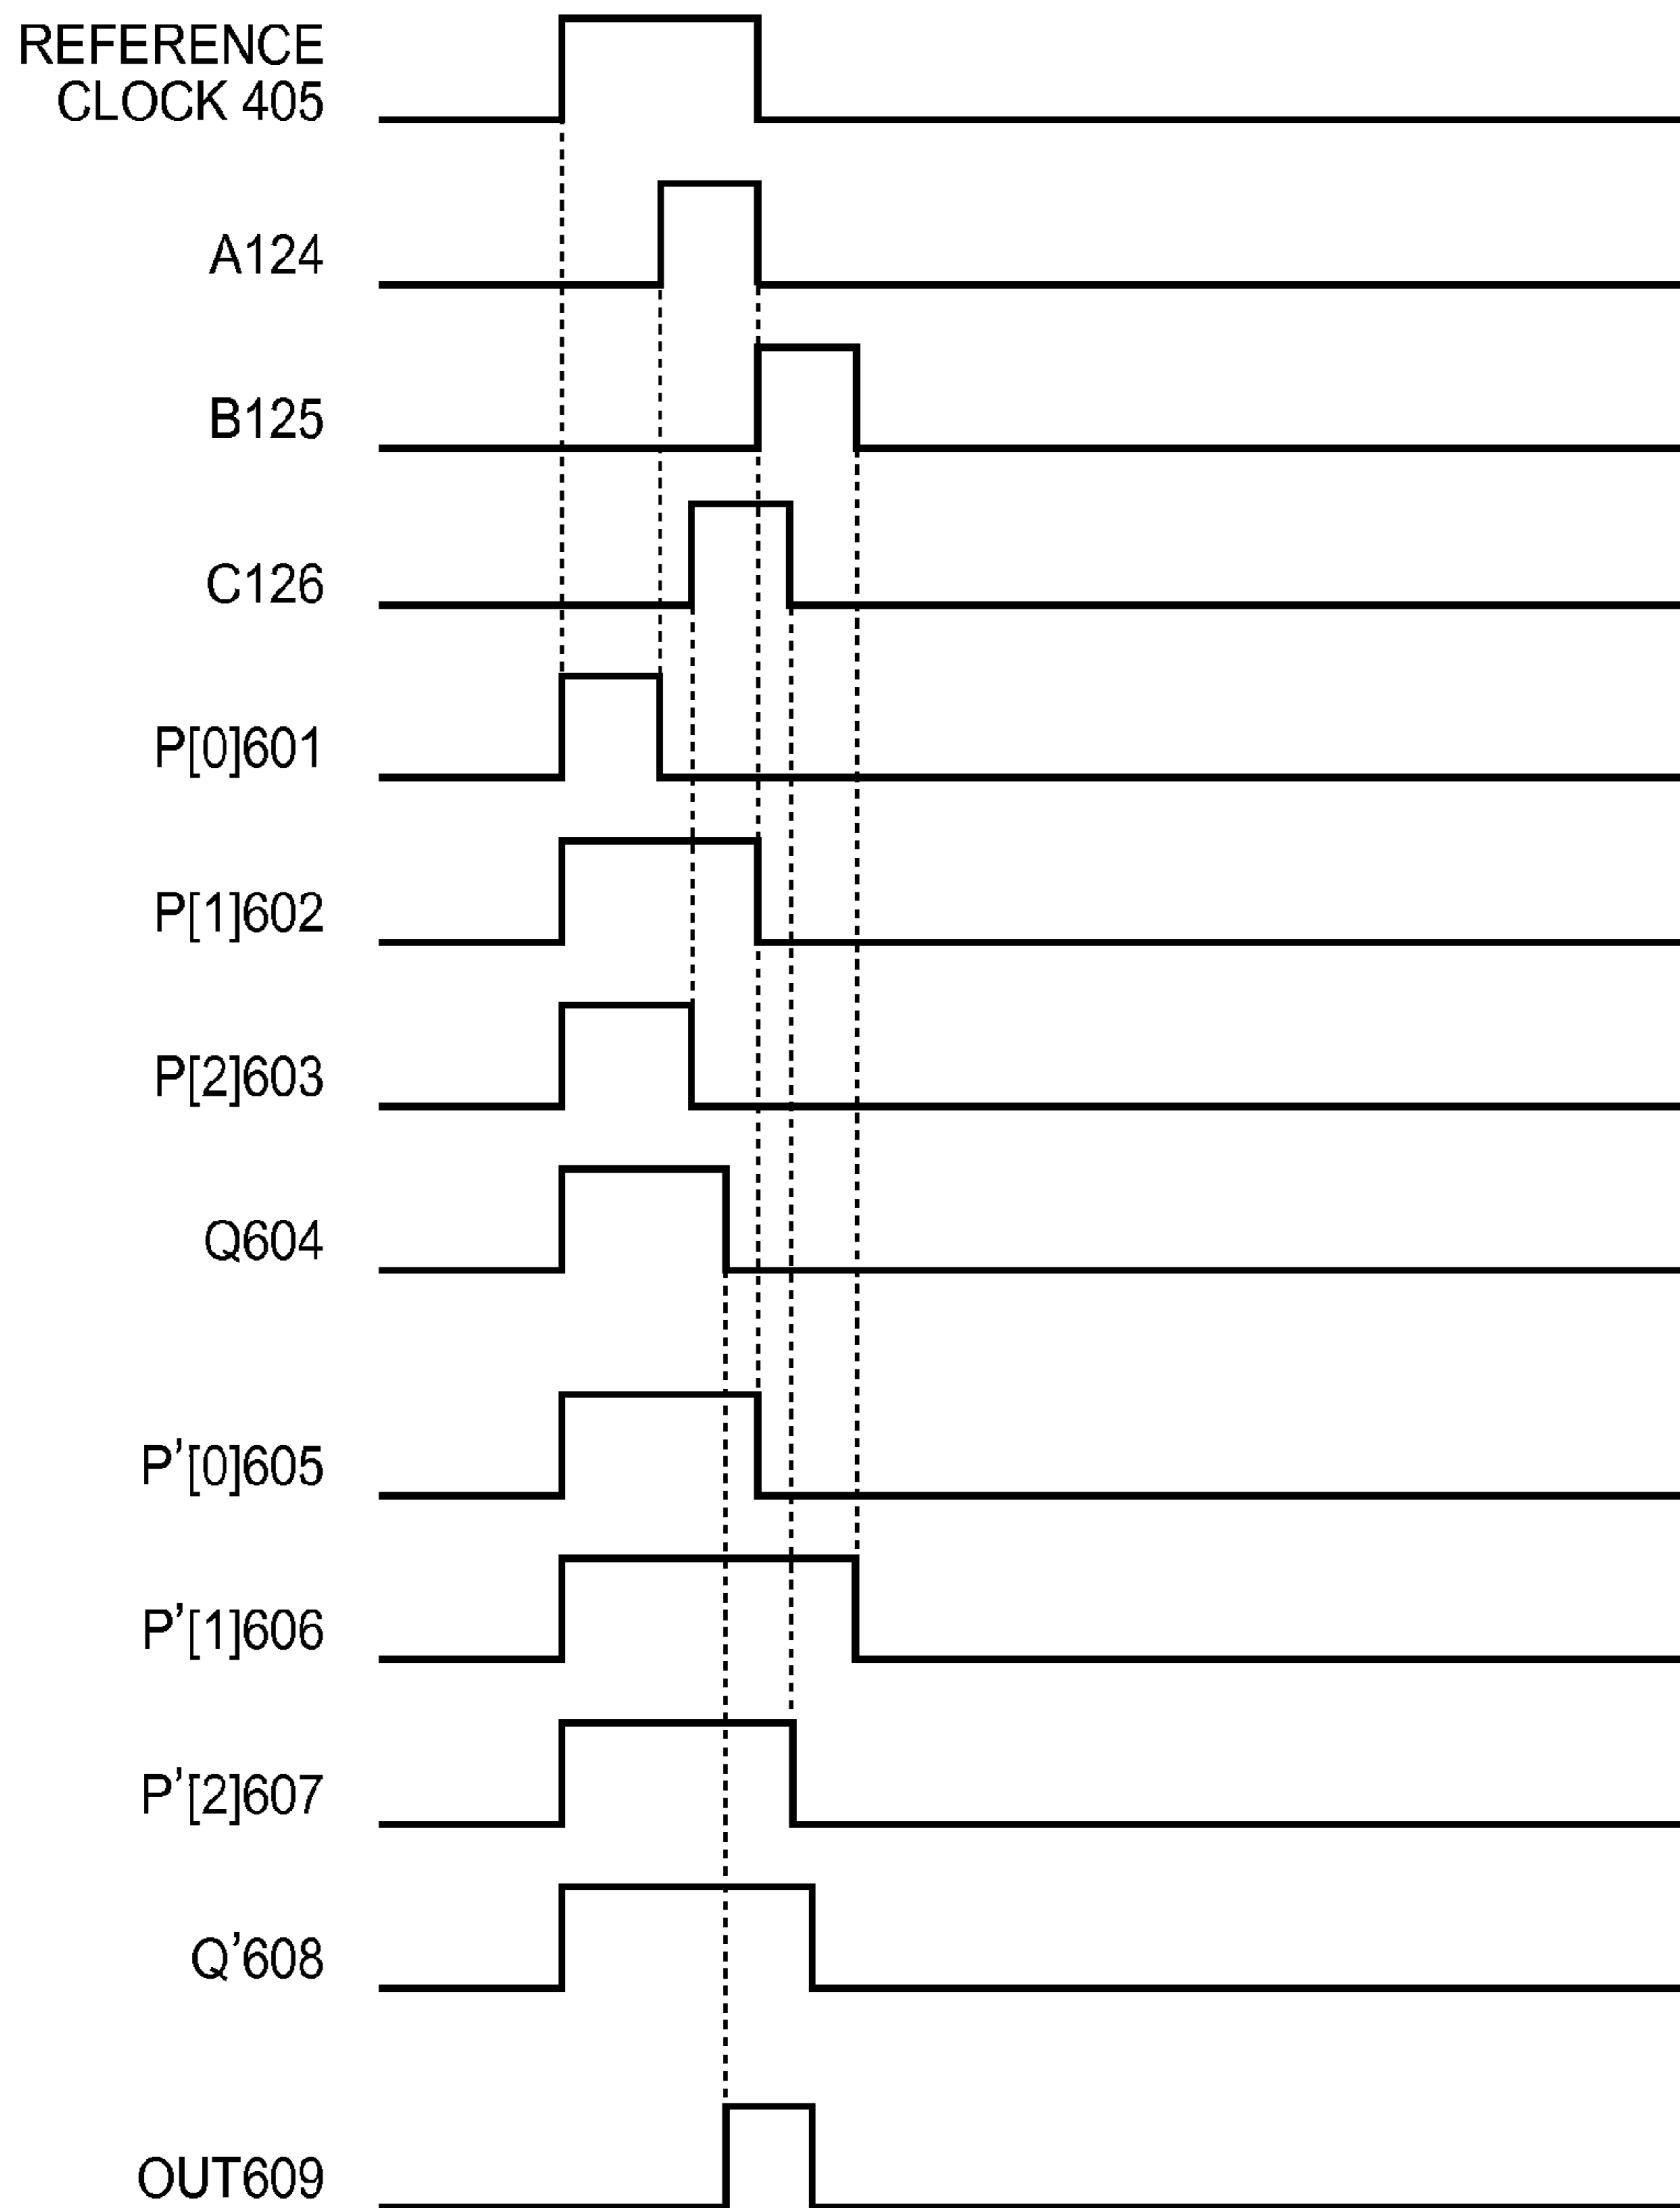 REFERENCE
CLOCK 405
A124
B125
C126
P[0]601
P[1]602
P[2]603
Q604
P'[0]605
P'[1]606
P'[2]607
Q'608
OUT609